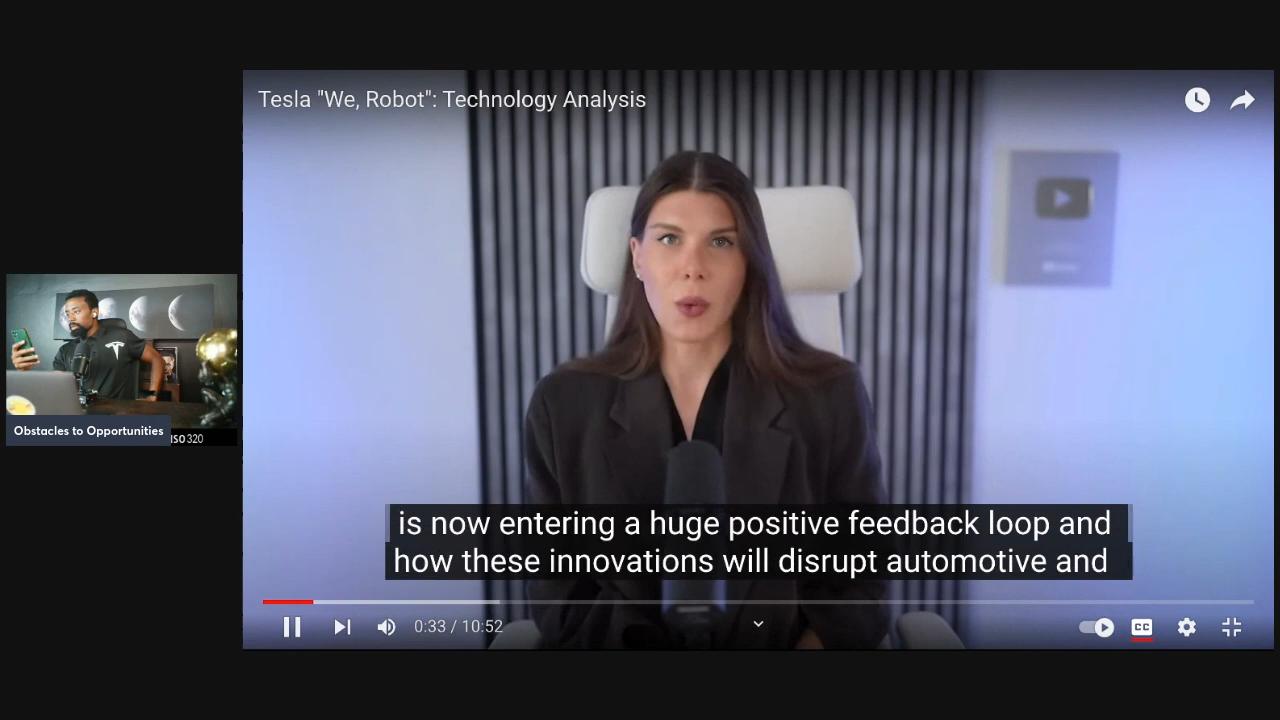 Tesla "We, Robot": Technology Analysis
Obstacles to Opportunities
ISO 320
is now entering a huge positive feedback loop and
how these innovations will disrupt automotive and
0:33 / 10:52
CC